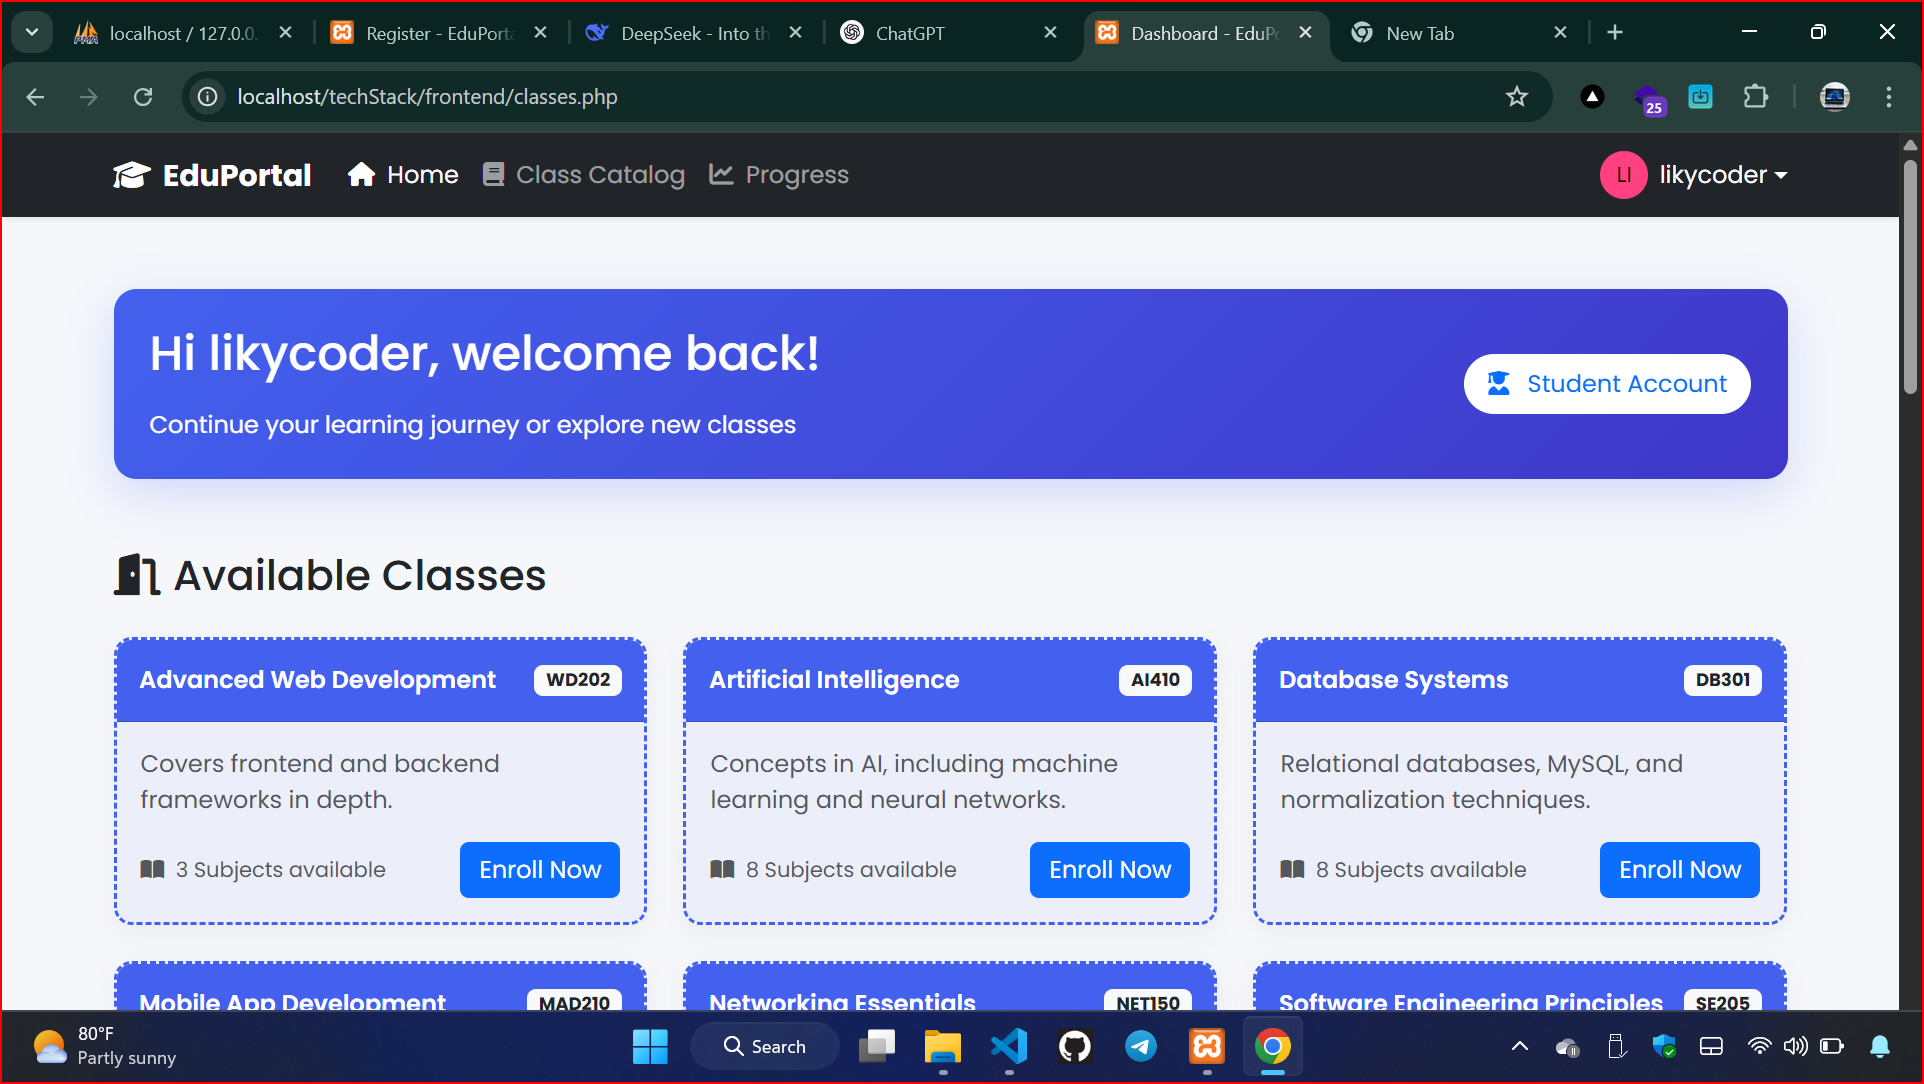 localhost / 127.0.0.
Register - EduPorta
DeepSeek - Into th
ChatGPT
Dashboard - EduPo
New Tab
localhost/techStack/frontend/classes.php
25
EduPortal
Home
Class Catalog
Progress
LI
likycoder
Hi likycoder, welcome back!
Continue your learning journey or explore new classes
Student Account
Available Classes
Advanced Web Development
WD202
Covers frontend and backend
frameworks in depth.
3 Subjects available
Enroll Now
Artificial Intelligence
AI410
Concepts in AI, including machine
learning and neural networks.
8 Subjects available
Enroll Now
Database Systems
DB301
Relational databases, MySQL, and
normalization techniques.
8 Subjects available
Enroll Now
Mobile App Development
MAD210
Networking Essentials
NET150
Software Engineering Principles
SE205
80°F
Partly sunny
Search